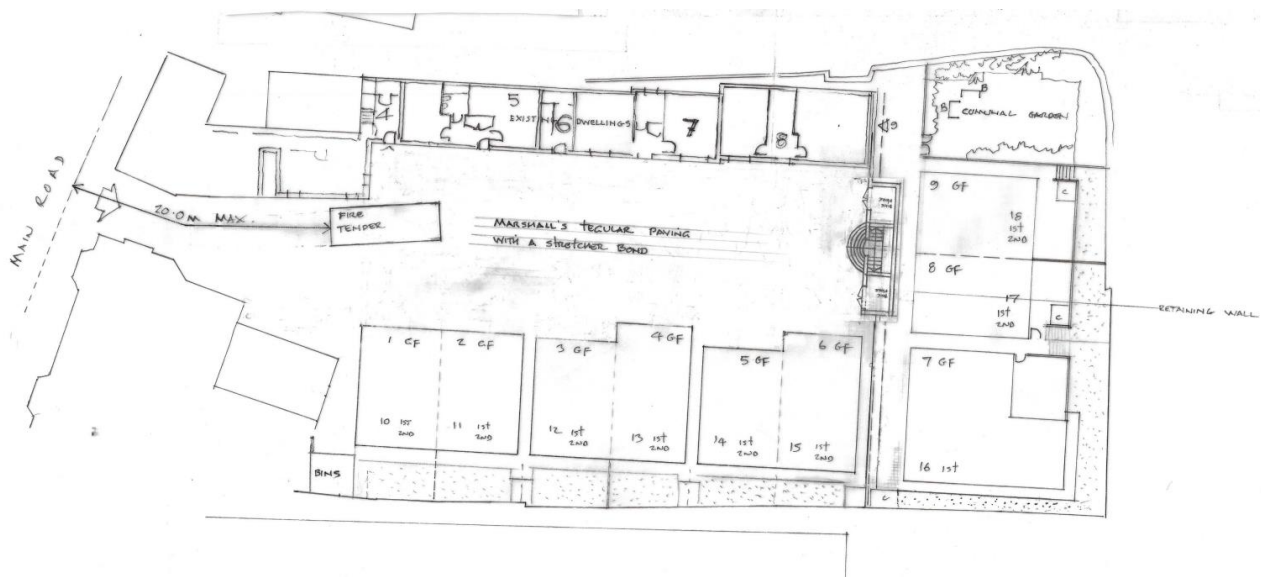 MAIN ROAD
20.0m MAX.
FIRE
TENDER
4
5
EXISTING
6
DWELLINGS
7
8
9
MARSHALL'S TEGULAR PAVING
WITH A STRETCHER BOND
B
B
COMMUNAL GARDEN
C
9 GF
18
1ST
2ND
8 GF
17
1ST
2ND
C
RETAINING WALL
7 GF
16 1st
C
1 GF
2 GF
3 GF
4 GF
5 GF
6 GF
10 1ST
2ND
11 1st
2ND
12 1st
2ND
13 1st
2ND
14 1st
2ND
15 1st
2ND
BINS